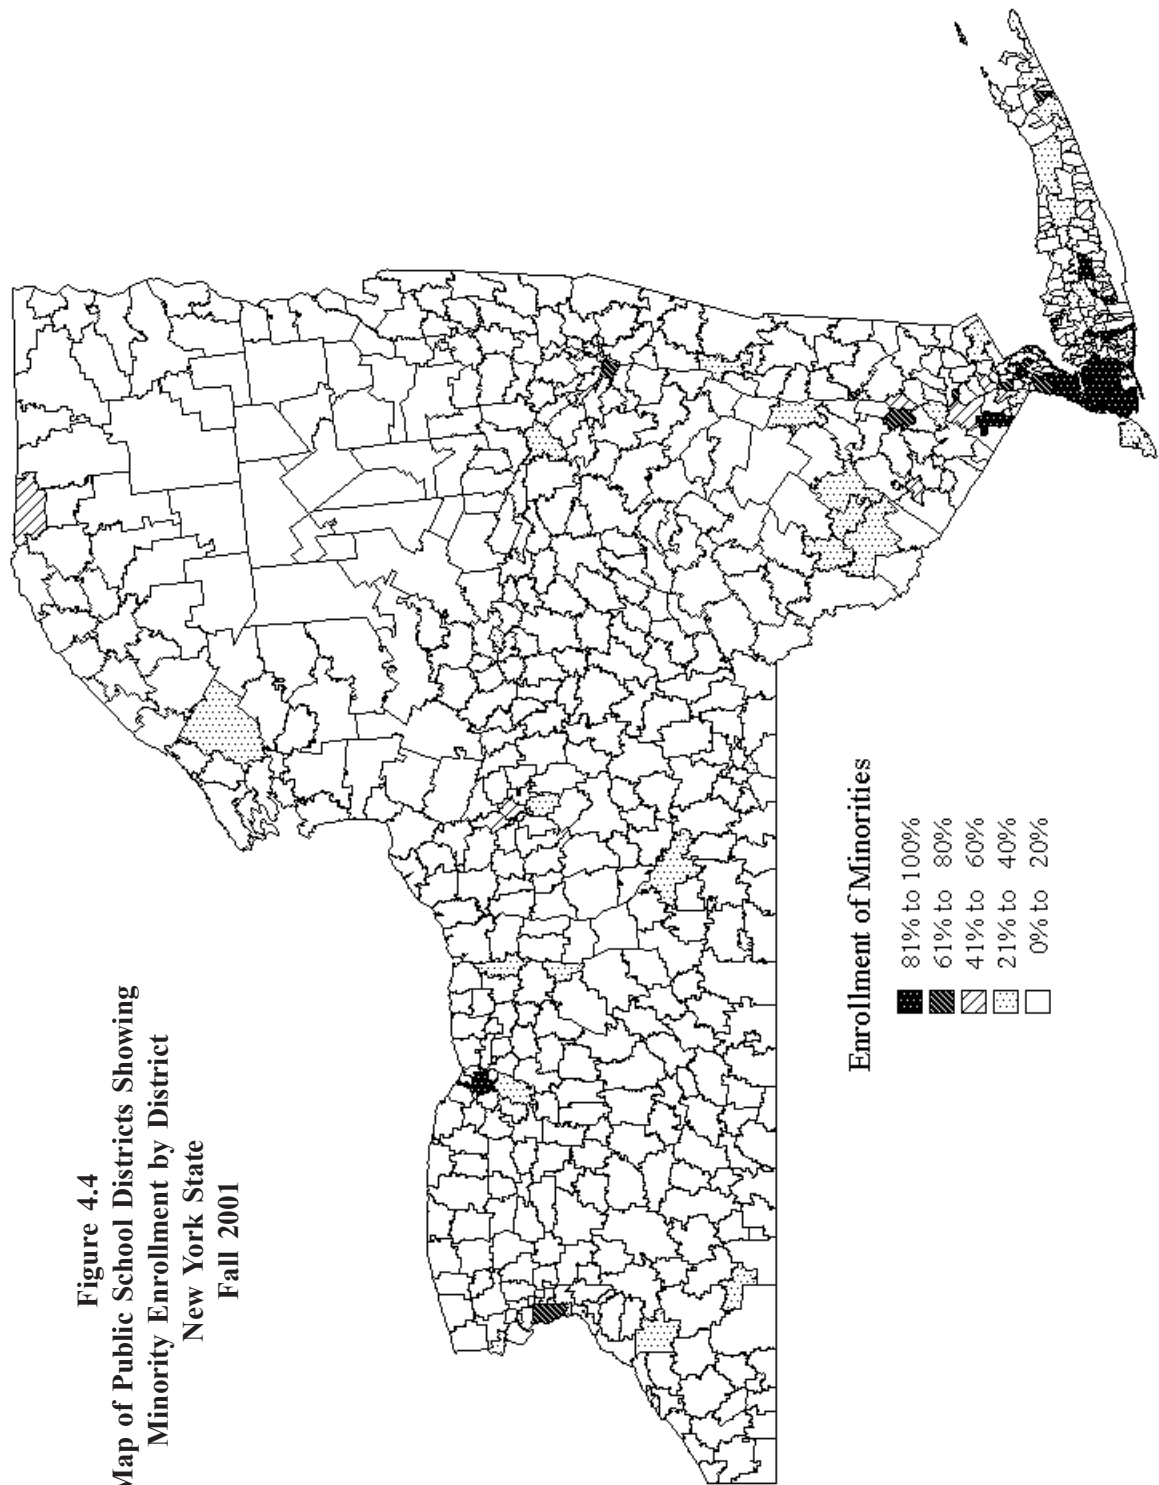 Figure 4.4
Map of Public School Districts Showing
Minority Enrollment by District
New York State
Fall 2001
Enrollment of Minorities
81% to 100%
61% to 80%
41% to 60%
21% to 40%
0% to 20%